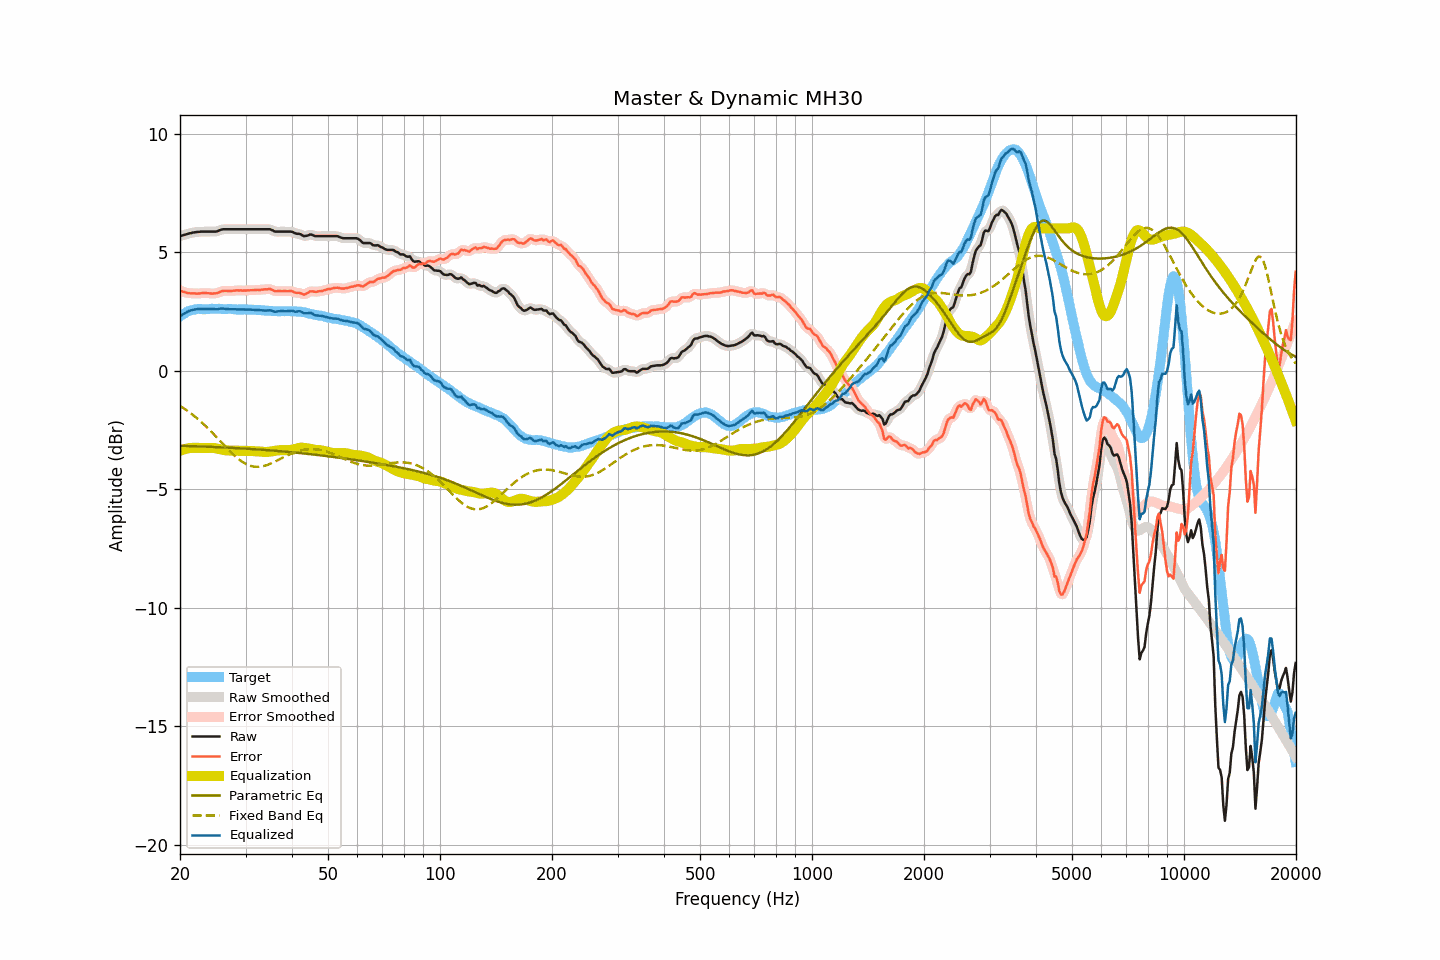 Master & Dynamic MH30
10
5
0
−5
−10
−15
−20
Amplitude (dBr)
Target
Raw Smoothed
Error Smoothed
Raw
Error
Equalization
Parametric Eq
Fixed Band Eq
Equalized
20 50 100 200 500 1000 2000 5000 10000 20000
Frequency (Hz)